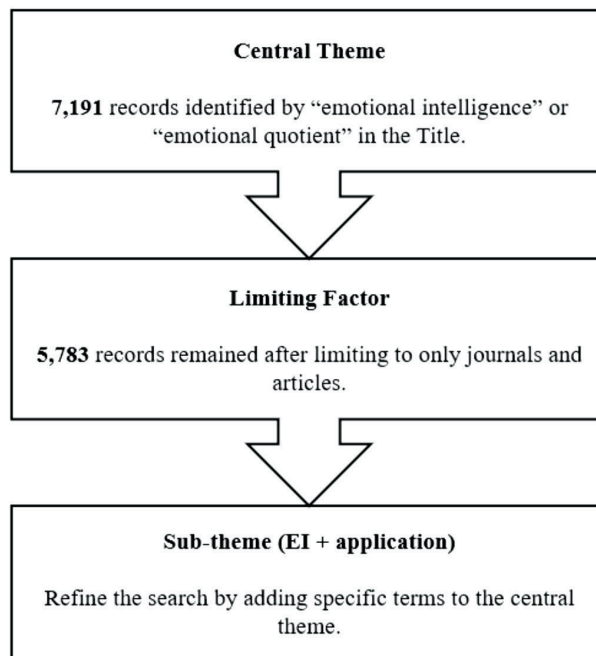 Central Theme
7,191 records identified by “emotional intelligence” or
“emotional quotient” in the Title.
Limiting Factor
5,783 records remained after limiting to only journals and
articles.
Sub-theme (EI + application)
Refine the search by adding specific terms to the central
theme.